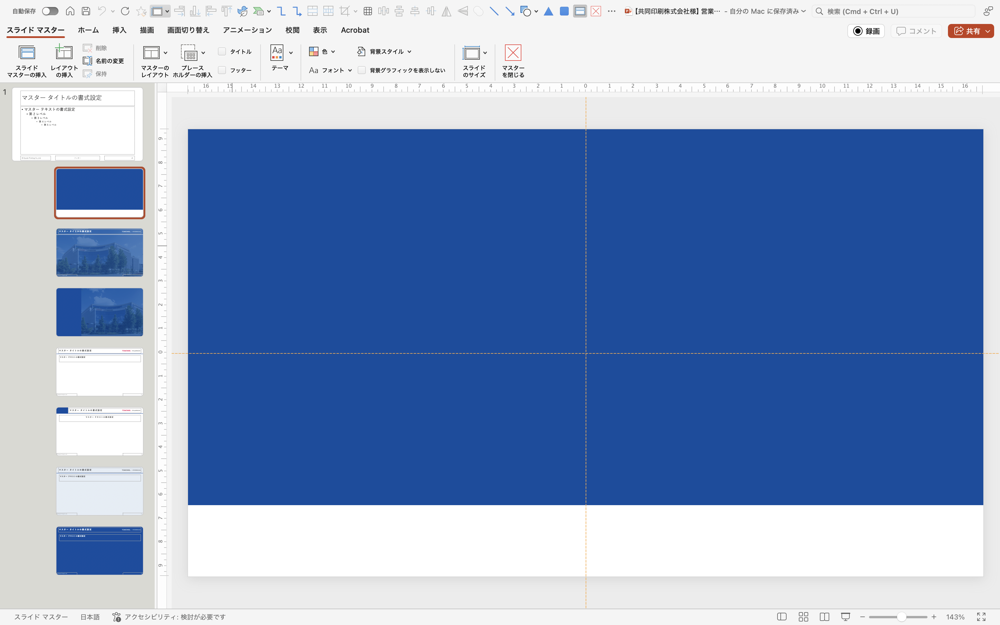 自動保存
【共同印刷株式会社様】 営業… - 自分の Mac に保存済み
検索 (Cmd + Ctrl + U)
スライド マスター ホーム 挿入 描画 画面切り替え アニメーション 校閲 表示 Acrobat
録画 コメント 共有
スライド
マスターの挿入
レイアウト
の挿入
削除
名前の変更
保持
マスターの
レイアウト
プレース
ホルダーの挿入
タイトル
フッター
Aa
テーマ
色
Aa フォント
背景スタイル
背景グラフィックを表示しない
スライド
のサイズ
マスター
を閉じる
16 15 14 13 12 11 10 9 8 7 6 5 4 3 2 1 0 1 2 3 4 5 6 7 8 9 10 11 12 13 14 15 16
9 8 7 6 5 4 3 2 1 0 1 2 3 4 5 6 7 8 9
1
マスター タイトルの書式設定
• マスター テキストの書式設定
• 第 2 レベル
• 第 3 レベル
• 第 4 レベル
• 第 5 レベル
マスター タイトルの書式設定
TOMOWEL
マスター タイトルの書式設定
TOMOWEL
マスター テキストの書式設定
マスター タイトルの書式設定
TOMOWEL
マスター テキストの書式設定
マスター タイトルの書式設定
TOMOWEL
マスター テキストの書式設定
マスター タイトルの書式設定
TOMOWEL
マスター テキストの書式設定
スライド マスター 日本語 アクセシビリティ: 検討が必要です
143%